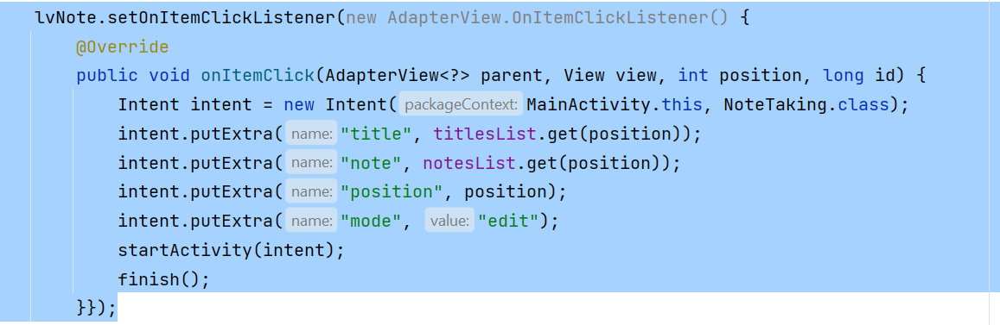 lvNote.setOnItemClickListener(new AdapterView.OnItemClickListener() {
@Override
public void onItemClick(AdapterView<?> parent, View view, int position, long id) {
Intent intent = new Intent( packageContext: MainActivity.this, NoteTaking.class);
intent.putExtra( name: "title", titlesList.get(position));
intent.putExtra( name: "note", notesList.get(position));
intent.putExtra( name: "position", position);
intent.putExtra( name: "mode", value: "edit");
startActivity(intent);
finish();
}});